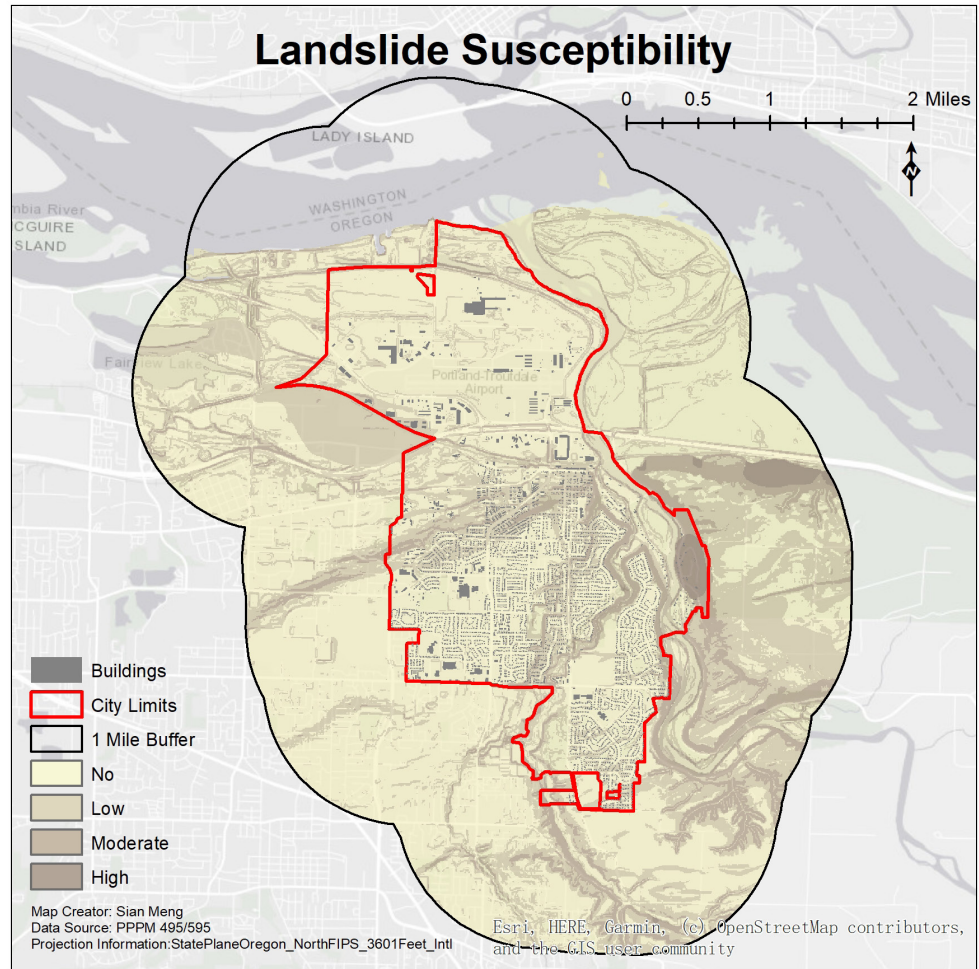 Landslide Susceptibility
0 0.5 1 2 Miles
N
LADY ISLAND
WASHINGTON
OREGON
mbia River
CGUIRE
SLAND
Fairview Lake
Portland-Troutdale
Airport
Buildings
City Limits
1 Mile Buffer
No
Low
Moderate
High
Map Creator: Sian Meng
Data Source: PPPM 495/595
Projection Information:StatePlaneOregon_NorthFIPS_3601Feet_Intl
Esri, HERE, Garmin, (c) OpenStreetMap contributors,
and the GIS user community